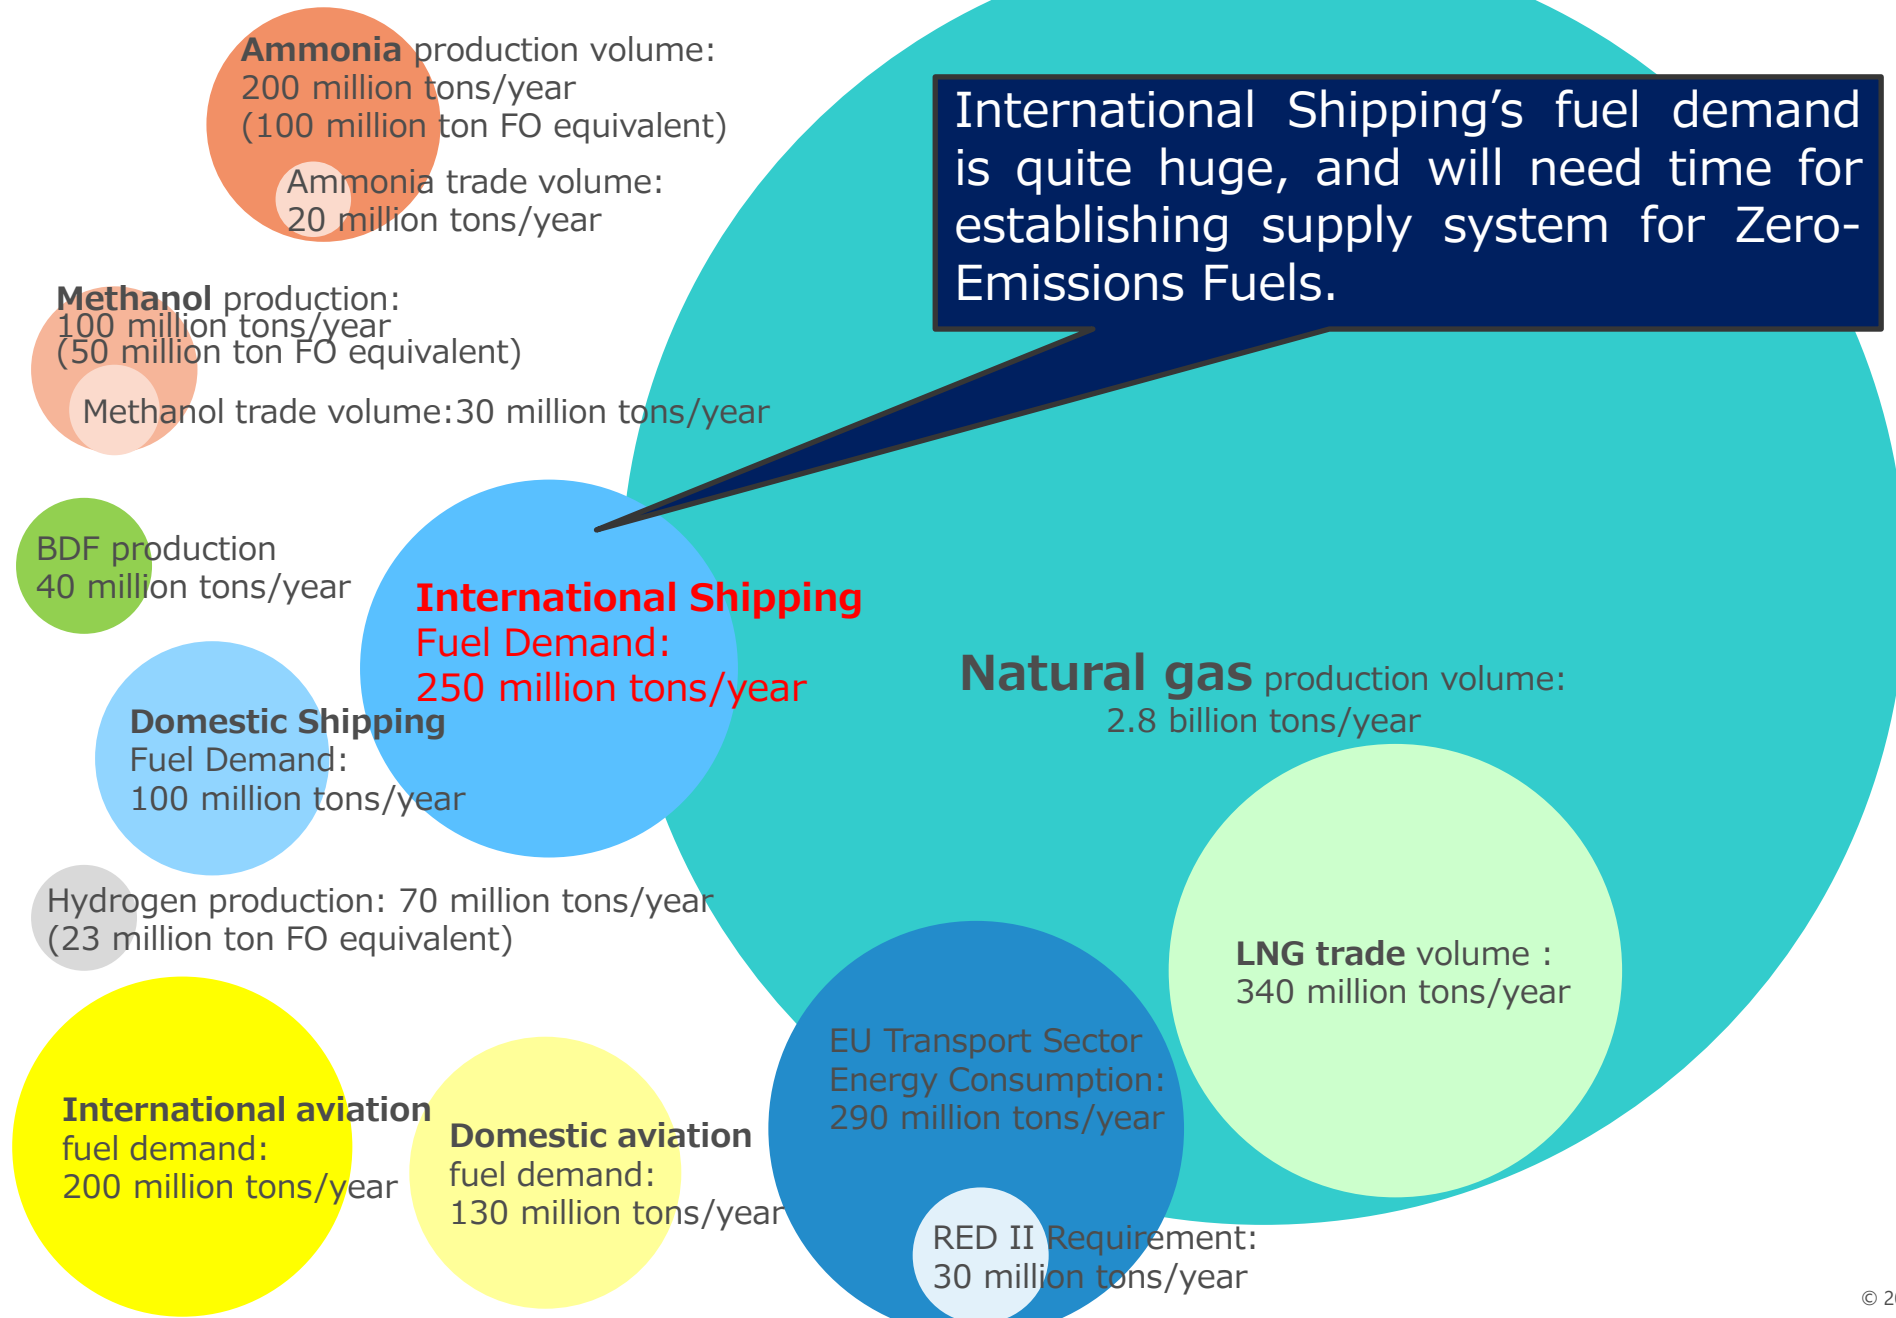 Ammonia production volume:
200 million tons/year
(100 million ton FO equivalent)
Ammonia trade volume:
20 million tons/year
International Shipping’s fuel demand
is quite huge, and will need time for
establishing supply system for Zero-
Emissions Fuels.
Methanol production:
100 million tons/year
(50 million ton FO equivalent)
Methanol trade volume:30 million tons/year
BDF production
40 million tons/year
International Shipping
Fuel Demand:
250 million tons/year
Natural gas production volume:
2.8 billion tons/year
Domestic Shipping
Fuel Demand:
100 million tons/year
Hydrogen production: 70 million tons/year
(23 million ton FO equivalent)
LNG trade volume :
340 million tons/year
EU Transport Sector
Energy Consumption:
290 million tons/year
International aviation
fuel demand:
200 million tons/year
Domestic aviation
fuel demand:
130 million tons/year
RED II Requirement:
30 million tons/year
©